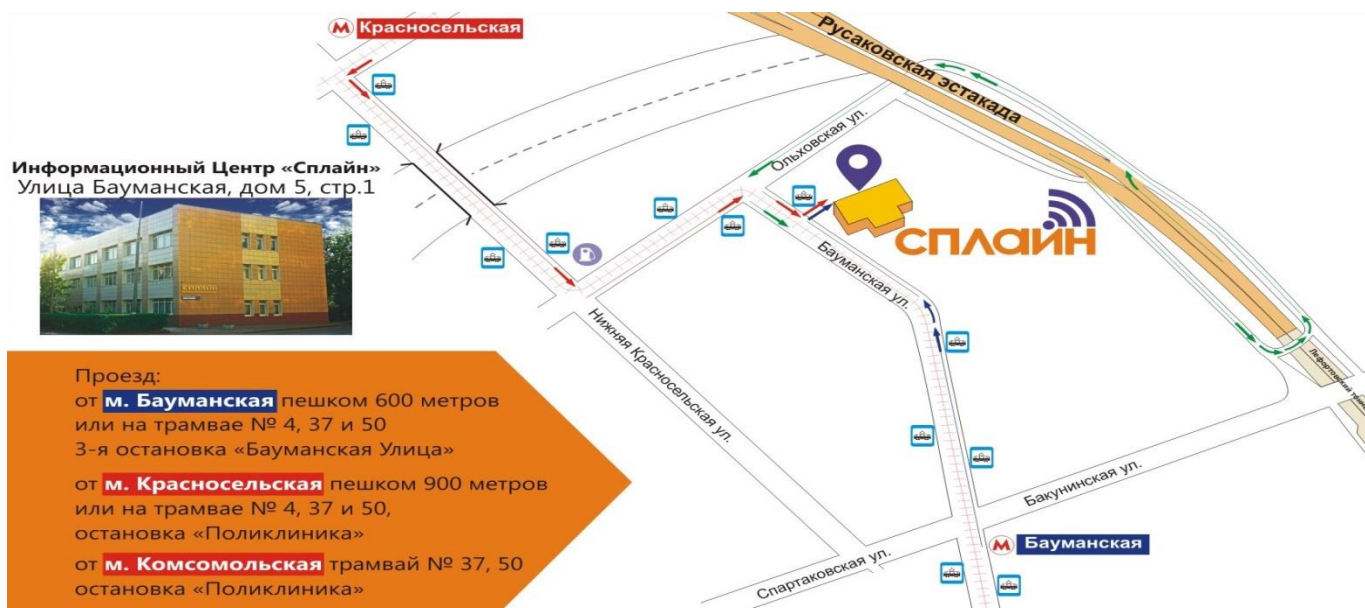 М Красносельская
Русаковская эстакада
Ольховская ул.
Информационный Центр «Сплайн»
Улица Бауманская, дом 5, стр.1
сплайн
Бауманская ул.
Нижняя Красносельская ул.
Проезд:
от м. Бауманская пешком 600 метров
или на трамвае № 4, 37 и 50
3-я остановка «Бауманская Улица»
от м. Красносельская пешком 900 метров
или на трамвае № 4, 37 и 50,
остановка «Поликлиника»
от м. Комсомольская трамвай № 37, 50
остановка «Поликлиника»
Лефортовский
Бакунинская ул.
М Бауманская
Спартаковская ул.